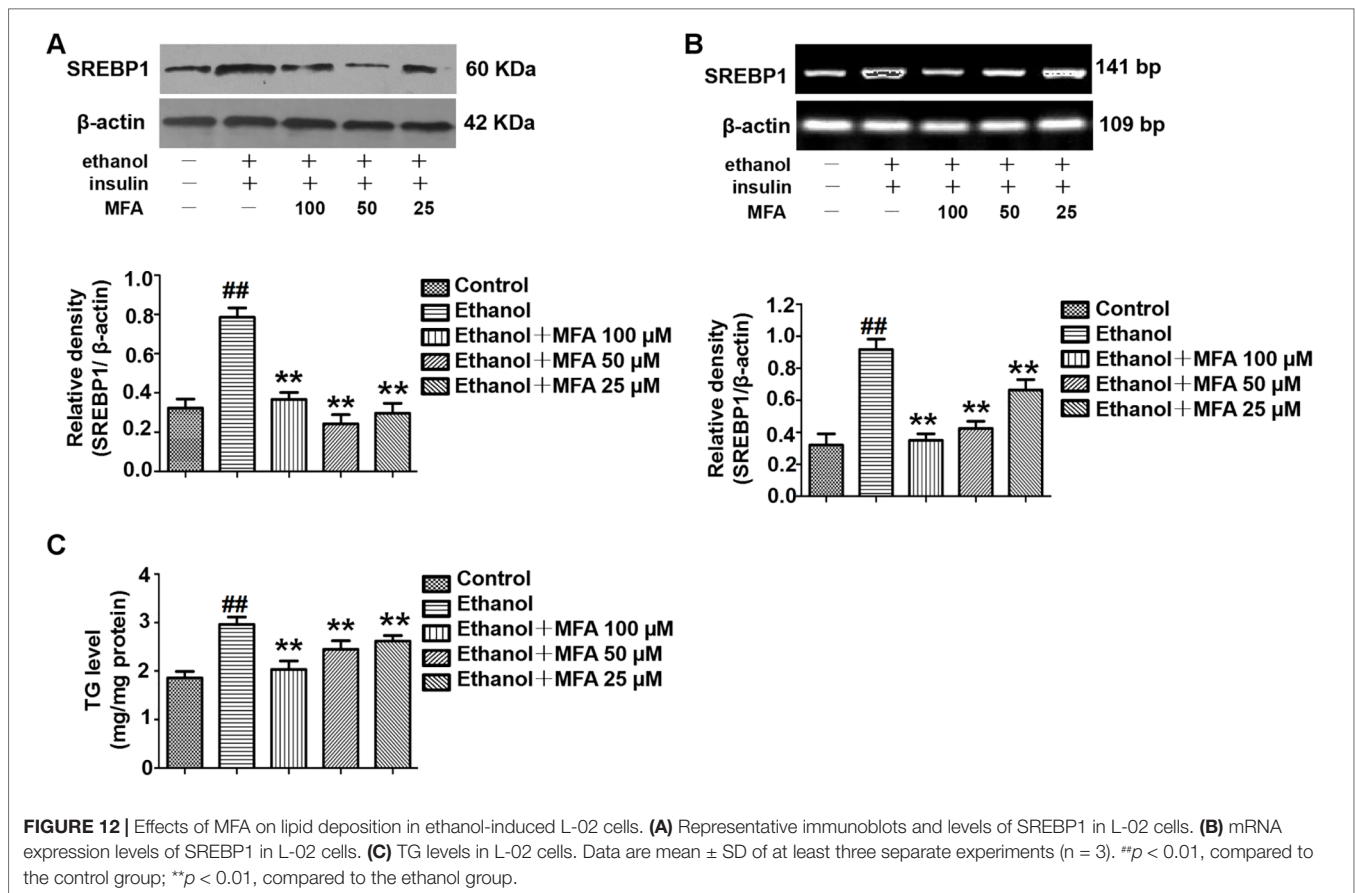 A
SREBP1
60 KDa
β-actin
42 KDa
ethanol — + + + +
insulin — + + + +
MFA — — 100 50 25
Relative density
(SREBP1/ β-actin)
1.0
0.8
0.6
0.4
0.2
0.0
##
**
**
**
Control
Ethanol
Ethanol+MFA 100 µM
Ethanol+MFA 50 µM
Ethanol+MFA 25 µM
B
SREBP1
141 bp
β-actin
109 bp
ethanol — + + + +
insulin — + + + +
MFA — — 100 50 25
Relative density
(SREBP1/β-actin)
1.2
1.0
0.8
0.6
0.4
0.2
0.0
##
**
**
**
Control
Ethanol
Ethanol+MFA 100 µM
Ethanol+MFA 50 µM
Ethanol+MFA 25 µM
C
TG level
(mg/mg protein)
4
3
2
1
0
##
**
**
**
Control
Ethanol
Ethanol+MFA 100 µM
Ethanol+MFA 50 µM
Ethanol+MFA 25 µM
FIGURE 12 | Effects of MFA on lipid deposition in ethanol-induced L-02 cells. (A) Representative immunoblots and levels of SREBP1 in L-02 cells. (B) mRNA
expression levels of SREBP1 in L-02 cells. (C) TG levels in L-02 cells. Data are mean ± SD of at least three separate experiments (n = 3). ##p < 0.01, compared to
the control group; **p < 0.01, compared to the ethanol group.